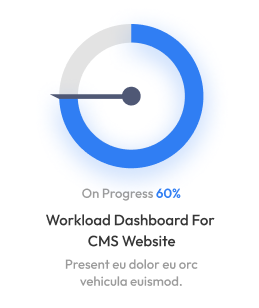 On Progress 60%
Workload Dashboard For
CMS Website
Present eu dolor eu orc
vehicula euismod.